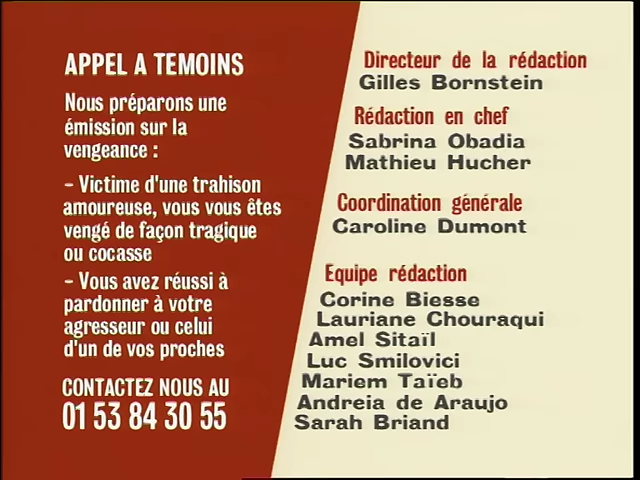 APPEL A TEMOINS
Nous préparons une
émission sur la
vengeance :
– Victime d'une trahison
amoureuse, vous vous êtes
vengé de façon tragique
ou cocasse
– Vous avez réussi à
pardonner à votre
agresseur ou celui
d'un de vos proches
CONTACTEZ NOUS AU
01 53 84 30 55
Directeur de la rédaction
Gilles Bornstein
Rédaction en chef
Sabrina Obadia
Mathieu Hucher
Coordination générale
Caroline Dumont
Equipe rédaction
Corine Biesse
Lauriane Chouraqui
Amel Sitaïl
Luc Smilovici
Mariem Taïeb
Andreia de Araujo
Sarah Briand